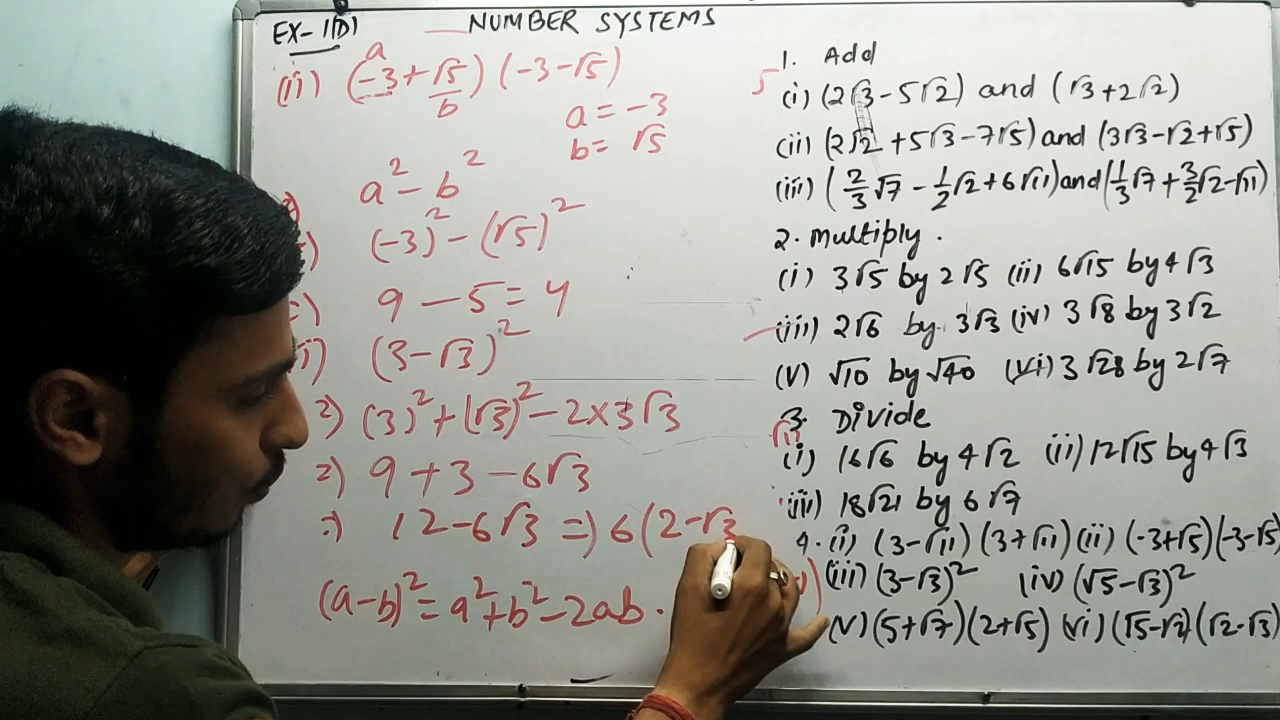 EX-1(D)
NUMBER SYSTEMS
(ii) (-3+√5) (-3-√5)
a
b
a = -3
b = √5
a² - b²
(-3)² - (√5)²
9 - 5 = 4
(3-√3)²
(3)² + (√3)² - 2×3√3
9 + 3 - 6√3
12 - 6√3 => 6(2-√3
(a-b)² = a²+b²-2ab.
1. Add
(i) (2√3 - 5√2) and (√3+2√2)
(ii) (2√2 + 5√3 - 7√5) and (3√3 - √2 + √5)
(iii) (2/3 √7 - 1/2 √2 + 6√11) and (1/3 √7 + 3/2 √2 - √11)
2. Multiply.
(i) 3√5 by 2√5 (ii) 6√15 by 4√3
(iii) 2√6 by 3√3 (iv) 3√8 by 3√2
(v) √10 by √40 (vi) 3√28 by 2√7
3. Divide
(i) 16√6 by 4√2 (ii) 12√15 by 4√3
(iii) 18√21 by 6√7
4. (i) (3-√11) (3+√11) (ii) (-3+√5)(-3-√5)
(iii) (3-√3)² (iv) (√5-√3)²
(v) (5+√7)(2+√5) (vi) (√5-√2)(√2-√3)